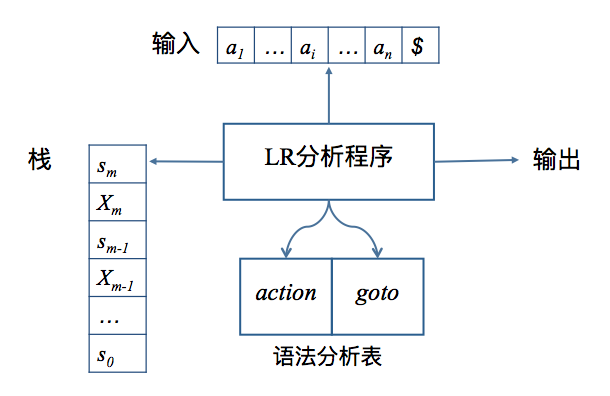 输入
a1 … ai … an $
栈
LR分析程序
输出
sm
Xm
sm-1
Xm-1
…
s0
action goto
语法分析表